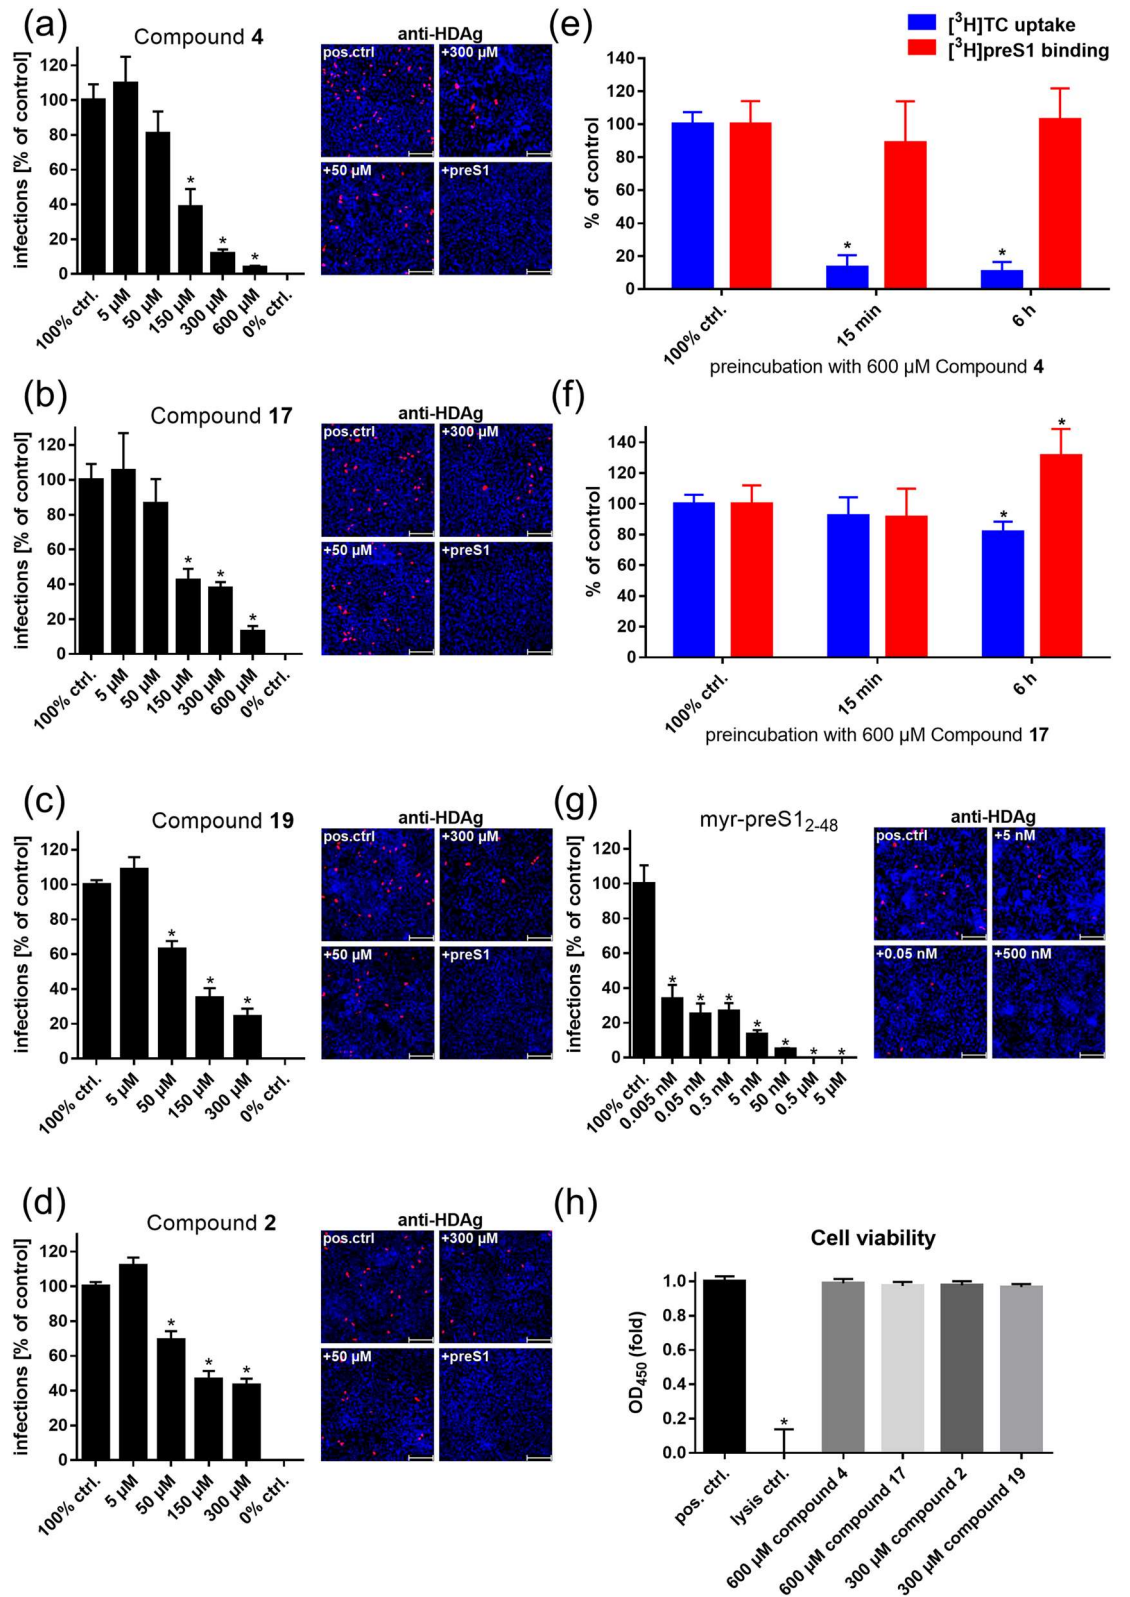 (a)
Compound 4
infections [% of control]
120
100
80
60
40
20
0
*
*
*
100% ctrl.
5 µM
50 µM
150 µM
300 µM
600 µM
0% ctrl.
anti-HDAg
pos.ctrl
+300 µM
+50 µM
+preS1
(b)
Compound 17
infections [% of control]
120
100
80
60
40
20
0
*
*
*
100% ctrl.
5 µM
50 µM
150 µM
300 µM
600 µM
0% ctrl.
anti-HDAg
pos.ctrl
+300 µM
+50 µM
+preS1
(c)
Compound 19
infections [% of control]
120
100
80
60
40
20
0
*
*
*
100% ctrl.
5 µM
50 µM
150 µM
300 µM
0% ctrl.
anti-HDAg
pos.ctrl
+300 µM
+50 µM
+preS1
(d)
Compound 2
infections [% of control]
120
100
80
60
40
20
0
*
*
*
100% ctrl.
5 µM
50 µM
150 µM
300 µM
0% ctrl.
anti-HDAg
pos.ctrl
+300 µM
+50 µM
+preS1
(e)
[³H]TC uptake
[³H]preS1 binding
% of control
140
120
100
80
60
40
20
0
*
*
100% ctrl.
15 min
6 h
preincubation with 600 µM Compound 4
(f)
% of control
140
120
100
80
60
40
20
0
*
*
100% ctrl.
15 min
6 h
preincubation with 600 µM Compound 17
(g)
myr-preS1₂₋₄₈
infections [% of control]
120
100
80
60
40
20
0
*
*
*
*
*
*
*
100% ctrl.
0.005 nM
0.05 nM
0.5 nM
5 nM
50 nM
0.5 µM
5 µM
anti-HDAg
pos.ctrl
+5 nM
+0.05 nM
+500 nM
(h)
Cell viability
OD₄₅₀ (fold)
1.0
0.8
0.6
0.4
0.2
0.0
*
pos. ctrl.
lysis ctrl.
600 µM compound 4
600 µM compound 17
300 µM compound 2
300 µM compound 19